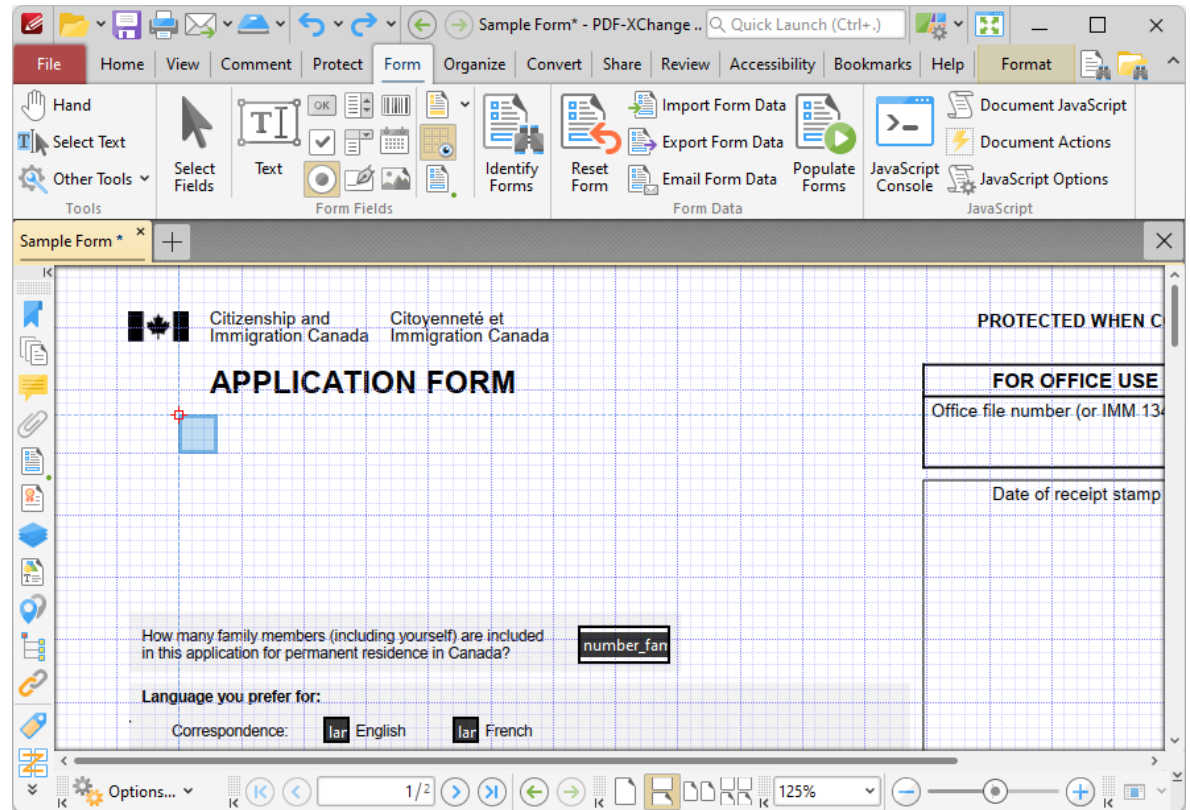 Sample Form* - PDF-XChange .. Quick Launch (Ctrl+.)
File Home View Comment Protect Form Organize Convert Share Review Accessibility Bookmarks Help Format
Hand
Select Text
Other Tools
Tools
Select Fields
Text
OK
Form Fields
Identify Forms
Reset Form
Import Form Data
Export Form Data
Email Form Data
Populate Forms
Form Data
JavaScript Console
Document JavaScript
Document Actions
JavaScript Options
JavaScript
Sample Form *
Citizenship and Citoyenneté et
Immigration Canada Immigration Canada
PROTECTED WHEN C
APPLICATION FORM
FOR OFFICE USE
Office file number (or IMM 134
Date of receipt stamp
How many family members (including yourself) are included
in this application for permanent residence in Canada?
number_fam
Language you prefer for:
Correspondence: lar English lar French
Options... 1/2 125%